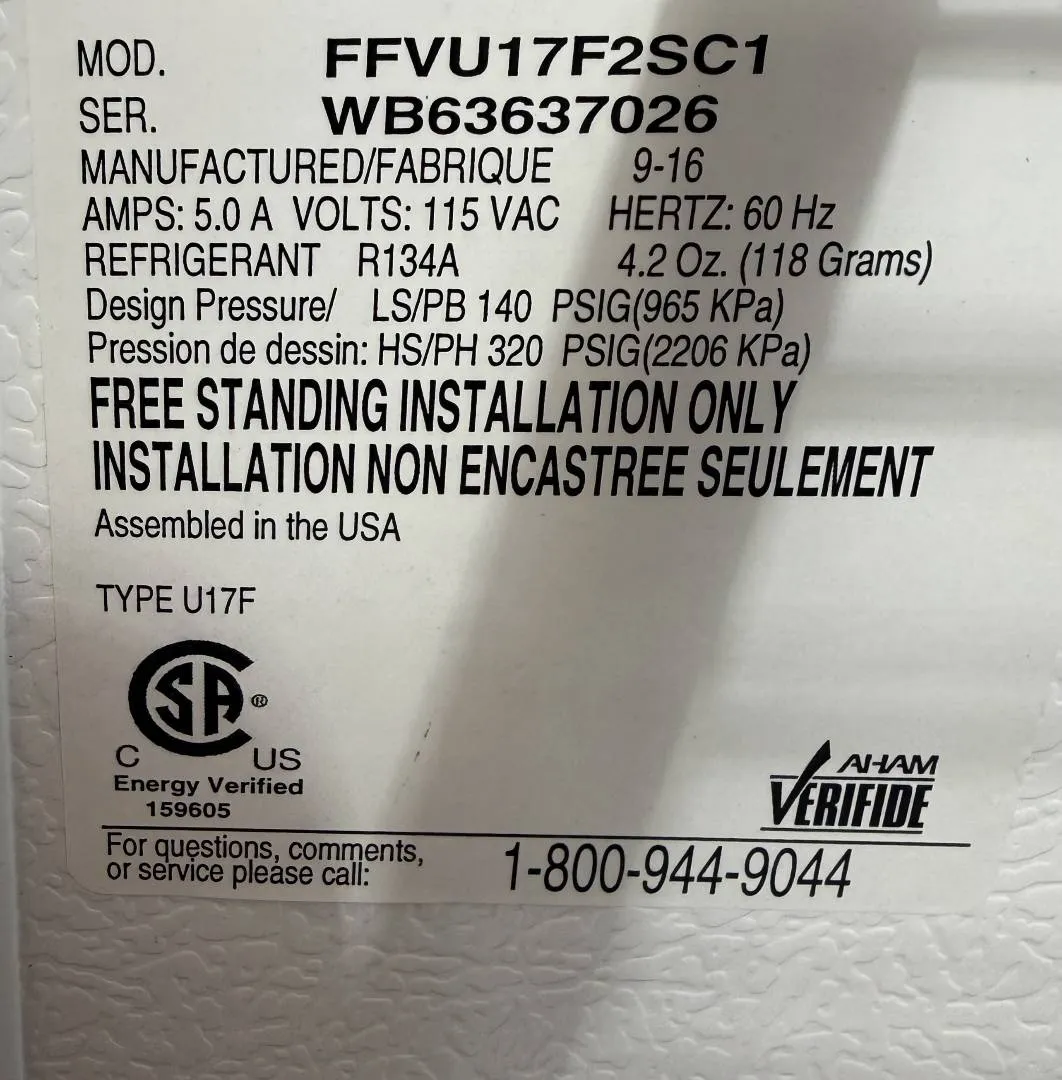 MOD. FFVU17F2SC1
SER. WB63637026
MANUFACTURED/FABRIQUE 9-16
AMPS: 5.0 A VOLTS: 115 VAC HERTZ: 60 Hz
REFRIGERANT R134A 4.2 Oz. (118 Grams)
Design Pressure/ LS/PB 140 PSIG(965 KPa)
Pression de dessin: HS/PH 320 PSIG(2206 KPa)
FREE STANDING INSTALLATION ONLY
INSTALLATION NON ENCASTREE SEULEMENT
Assembled in the USA
TYPE U17F
CSA®
C US
Energy Verified
159605
AHAM
VERIFIDE
For questions, comments,
or service please call:
1-800-944-9044